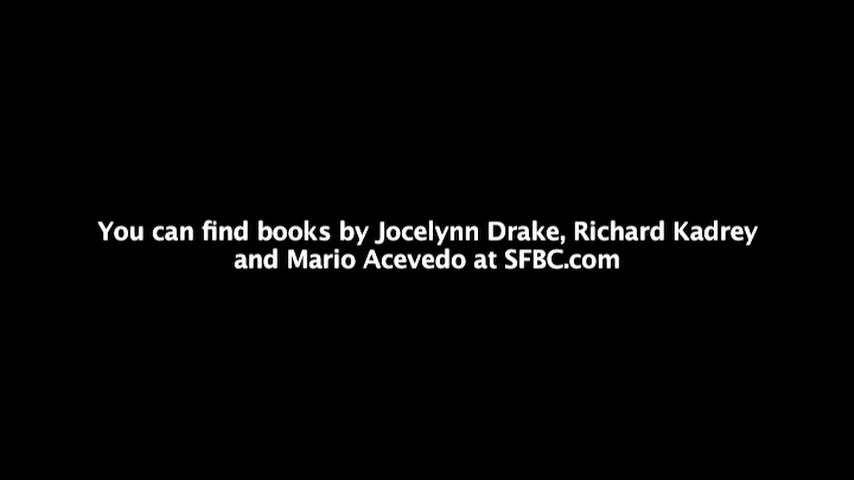 You can find books by Jocelynn Drake, Richard Kadrey
and Mario Acevedo at SFBC.com